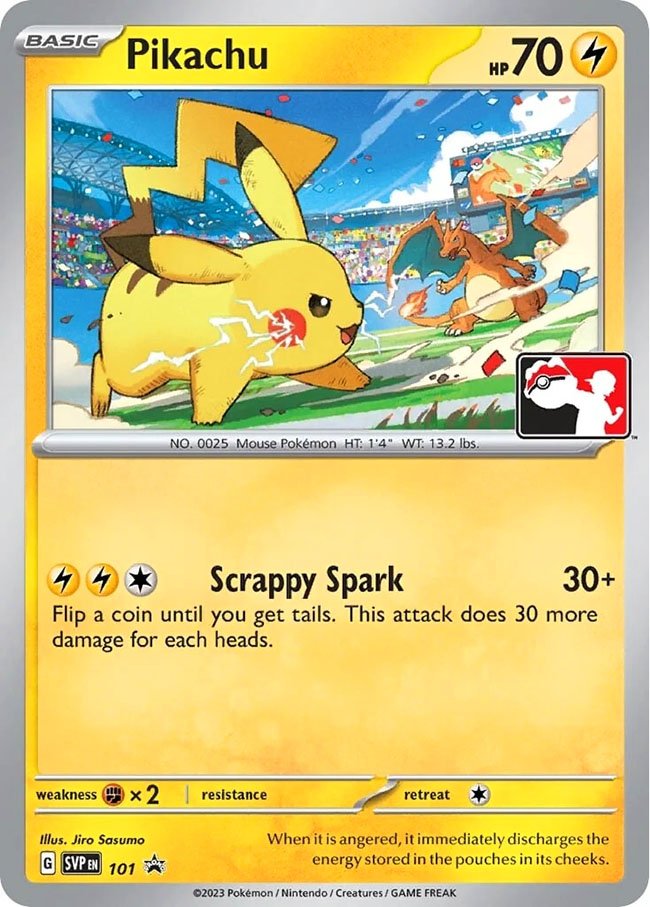 BASIC
Pikachu
HP 70
NO. 0025 Mouse Pokémon HT: 1'4" WT: 13.2 lbs.
™
Scrappy Spark 30+
Flip a coin until you get tails. This attack does 30 more
damage for each heads.
weakness ×2 resistance retreat
Illus. Jiro Sasumo
When it is angered, it immediately discharges the
energy stored in the pouches in its cheeks.
G SVP EN 101
©2023 Pokémon / Nintendo / Creatures / GAME FREAK